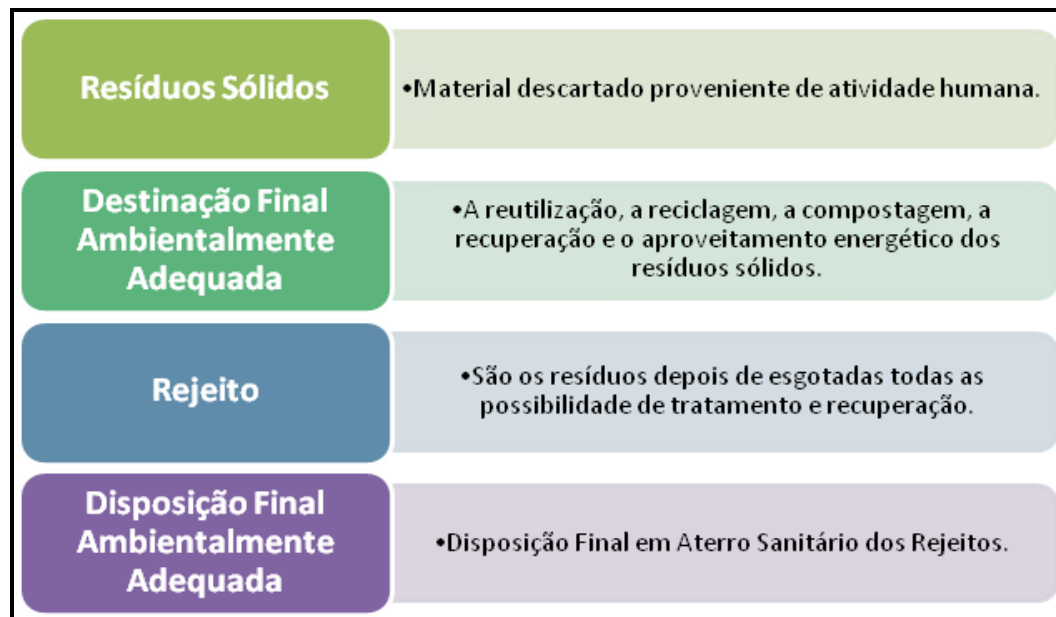 Resíduos Sólidos
•Material descartado proveniente de atividade humana.
Destinação Final
Ambientalmente
Adequada
•A reutilização, a reciclagem, a compostagem, a
recuperação e o aproveitamento energético dos
resíduos sólidos.
Rejeito
•São os resíduos depois de esgotadas todas as
possibilidade de tratamento e recuperação.
Disposição Final
Ambientalmente
Adequada
•Disposição Final em Aterro Sanitário dos Rejeitos.